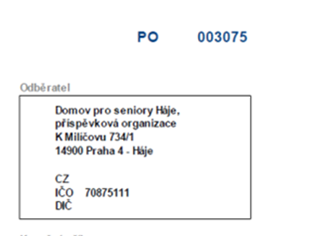 PO 003075
Odběratel
Domov pro seniory Háje,
příspěvková organizace
K Milíčovu 734/1
14900 Praha 4 - Háje
CZ
IČO 70875111
DIČ